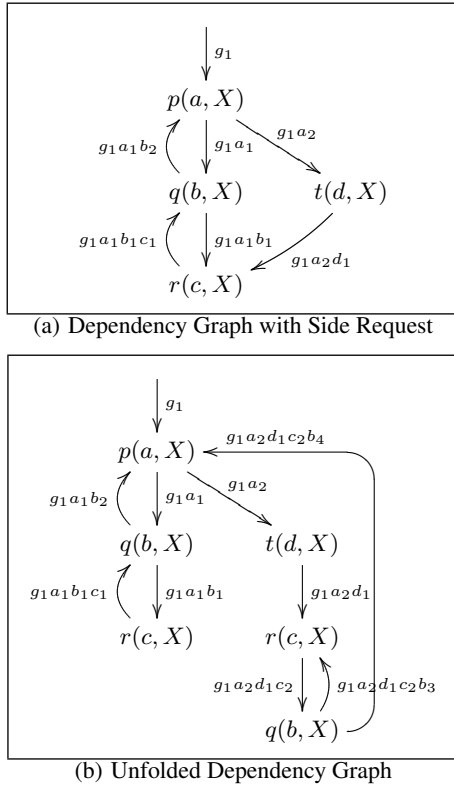 g₁
p(a, X)
g₁a₁b₂ g₁a₁ g₁a₂
q(b, X) t(d, X)
g₁a₁b₁c₁ g₁a₁b₁ g₁a₂d₁
r(c, X)
(a) Dependency Graph with Side Request
g₁ g₁a₂d₁c₂b₄
p(a, X)
g₁a₁b₂ g₁a₁ g₁a₂
q(b, X) t(d, X)
g₁a₁b₁c₁ g₁a₁b₁ g₁a₂d₁
r(c, X) r(c, X)
g₁a₂d₁c₂ g₁a₂d₁c₂b₃
q(b, X)
(b) Unfolded Dependency Graph